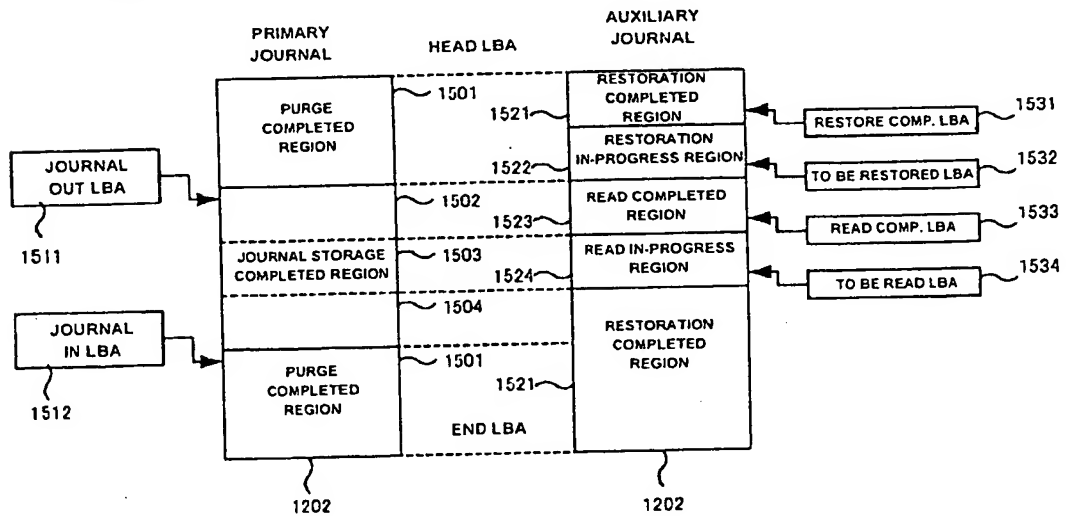 PRIMARY
JOURNAL
HEAD LBA
AUXILIARY
JOURNAL
PURGE
COMPLETED
REGION
1501
1521
RESTORATION
COMPLETED
REGION
RESTORE COMP. LBA
1531
1522
RESTORATION
IN-PROGRESS REGION
TO BE RESTORED LBA
1532
JOURNAL
OUT LBA
1511
1502
1523
READ COMPLETED
REGION
READ COMP. LBA
1533
JOURNAL STORAGE
COMPLETED REGION
1503
1524
READ IN-PROGRESS
REGION
TO BE READ LBA
1534
1504
JOURNAL
IN LBA
1512
RESTORATION
COMPLETED
REGION
PURGE
COMPLETED
REGION
1501
1521
END LBA
1202
1202